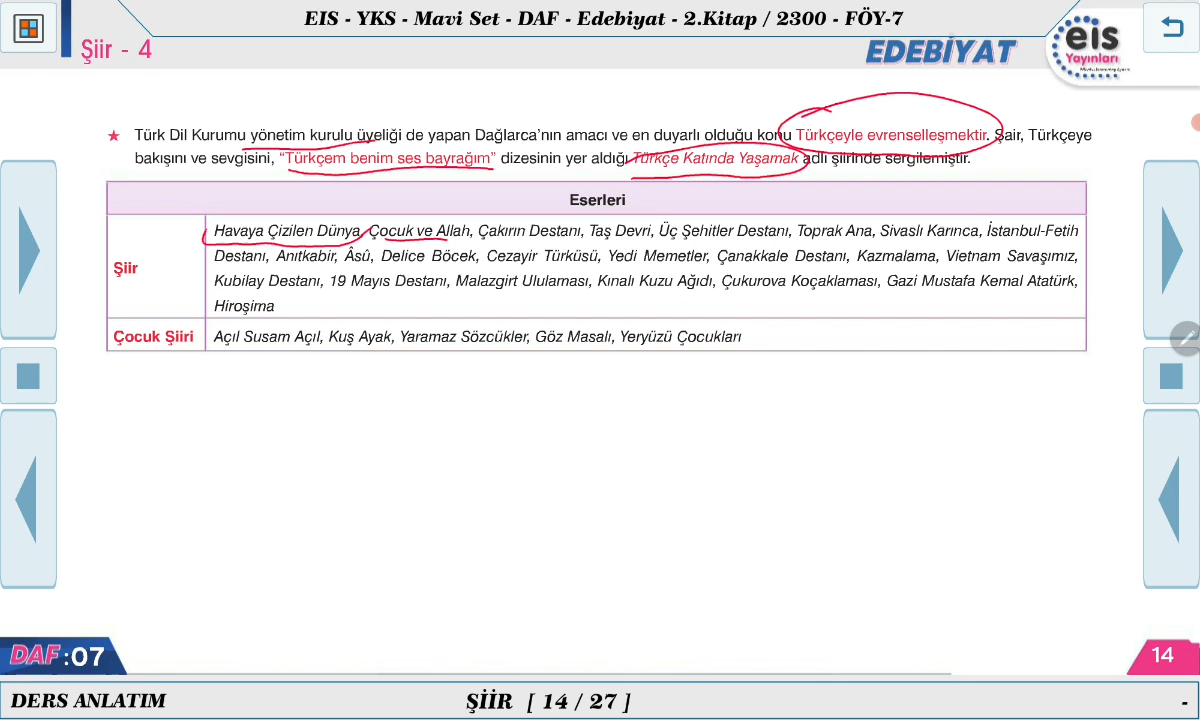 EIS - YKS - Mavi Set - DAF - Edebiyat - 2.Kitap / 2300 - FÖY-7
Şiir - 4
EDEBİYAT
eis
Yayınları
★ Türk Dil Kurumu yönetim kurulu üyeliği de yapan Dağlarca'nın amacı ve en duyarlı olduğu konu Türkçeyle evrenselleşmektir. Şair, Türkçeye
bakışını ve sevgisini, "Türkçem benim ses bayrağım" dizesinin yer aldığı Türkçe Katında Yaşamak adlı şiirinde sergilemiştir.
Eserleri
Şiir
Havaya Çizilen Dünya, Çocuk ve Allah, Çakırın Destanı, Taş Devri, Üç Şehitler Destanı, Toprak Ana, Sivaslı Karınca, İstanbul-Fetih
Destanı, Anıtkabir, Âsû, Delice Böcek, Cezayir Türküsü, Yedi Memetler, Çanakkale Destanı, Kazmalama, Vietnam Savaşımız,
Kubilay Destanı, 19 Mayıs Destanı, Malazgirt Ululaması, Kınalı Kuzu Ağıdı, Çukurova Koçaklaması, Gazi Mustafa Kemal Atatürk,
Hiroşima
Çocuk Şiiri
Açıl Susam Açıl, Kuş Ayak, Yaramaz Sözcükler, Göz Masalı, Yeryüzü Çocukları
DAF :07
14
DERS ANLATIM
ŞİİR [ 14 / 27 ]
-